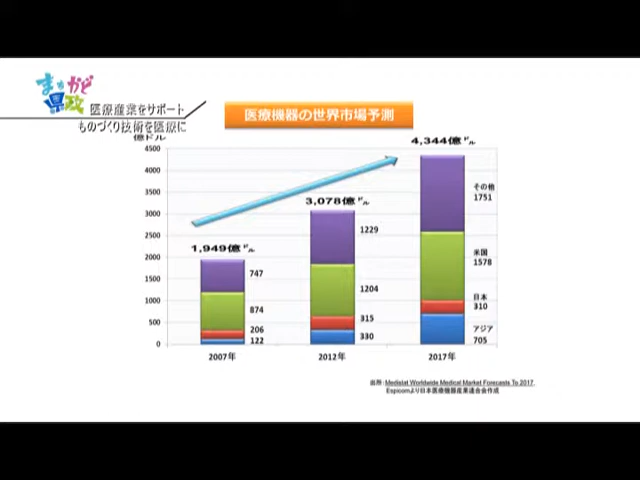 まちかど
県政
医療産業をサポート
ものづくり技術を医療に
医療機器の世界市場予測
億ドル
4500
4000
3500
3000
2500
2000
1500
1000
500
0
1,949億ドル
747
874
206
122
2007年
3,078億ドル
1229
1204
315
330
2012年
4,344億ドル
その他
1751
米国
1578
日本
310
アジア
705
2017年
出所：Medistat Worldwide Medical Market Forecasts To 2017,
Espicomより日本医療機器産業連合会作成